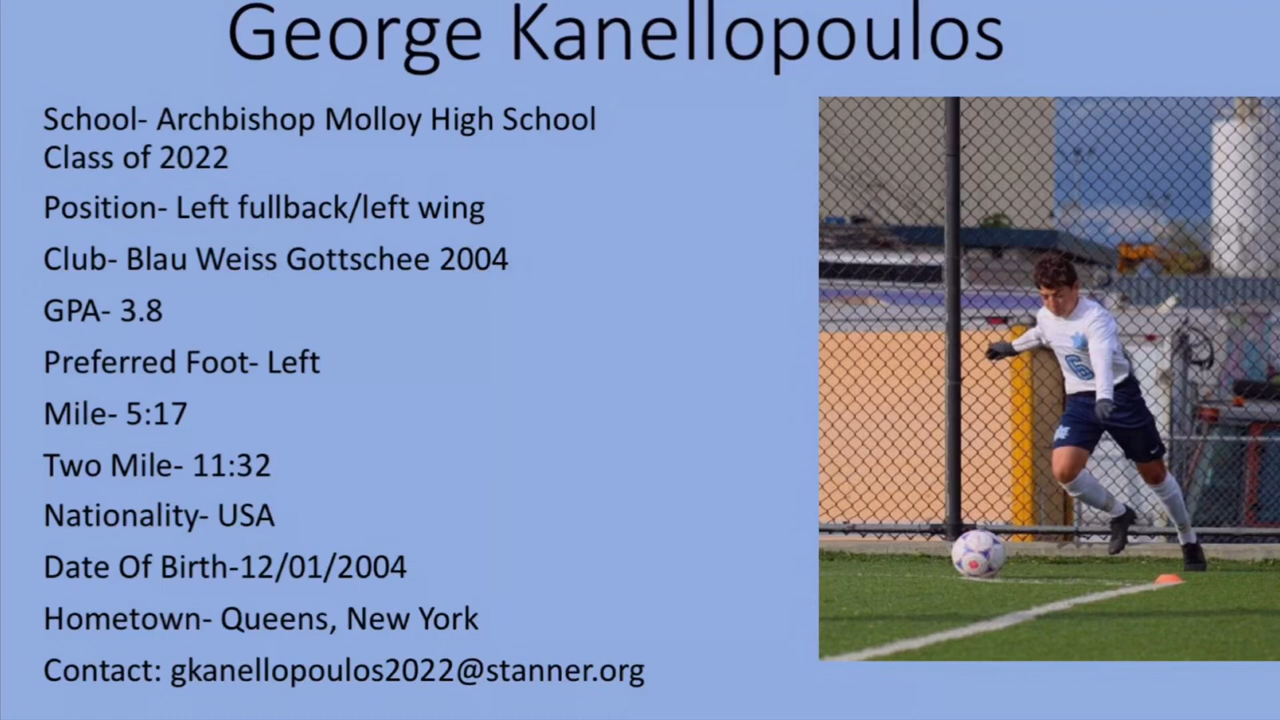 George Kanellopoulos
School- Archbishop Molloy High School
Class of 2022
Position- Left fullback/left wing
Club- Blau Weiss Gottschee 2004
GPA- 3.8
Preferred Foot- Left
Mile- 5:17
Two Mile- 11:32
Nationality- USA
Date Of Birth-12/01/2004
Hometown- Queens, New York
Contact: gkanellopoulos2022@stanner.org
6